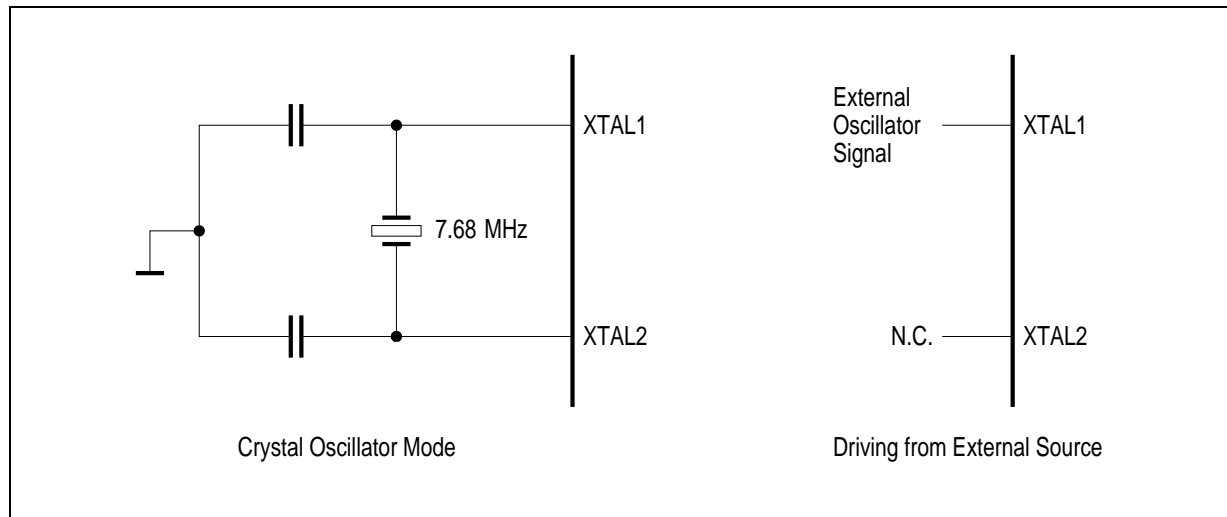 XTAL1
7.68 MHz
XTAL2
Crystal Oscillator Mode
External
Oscillator
Signal
XTAL1
N.C.
XTAL2
Driving from External Source